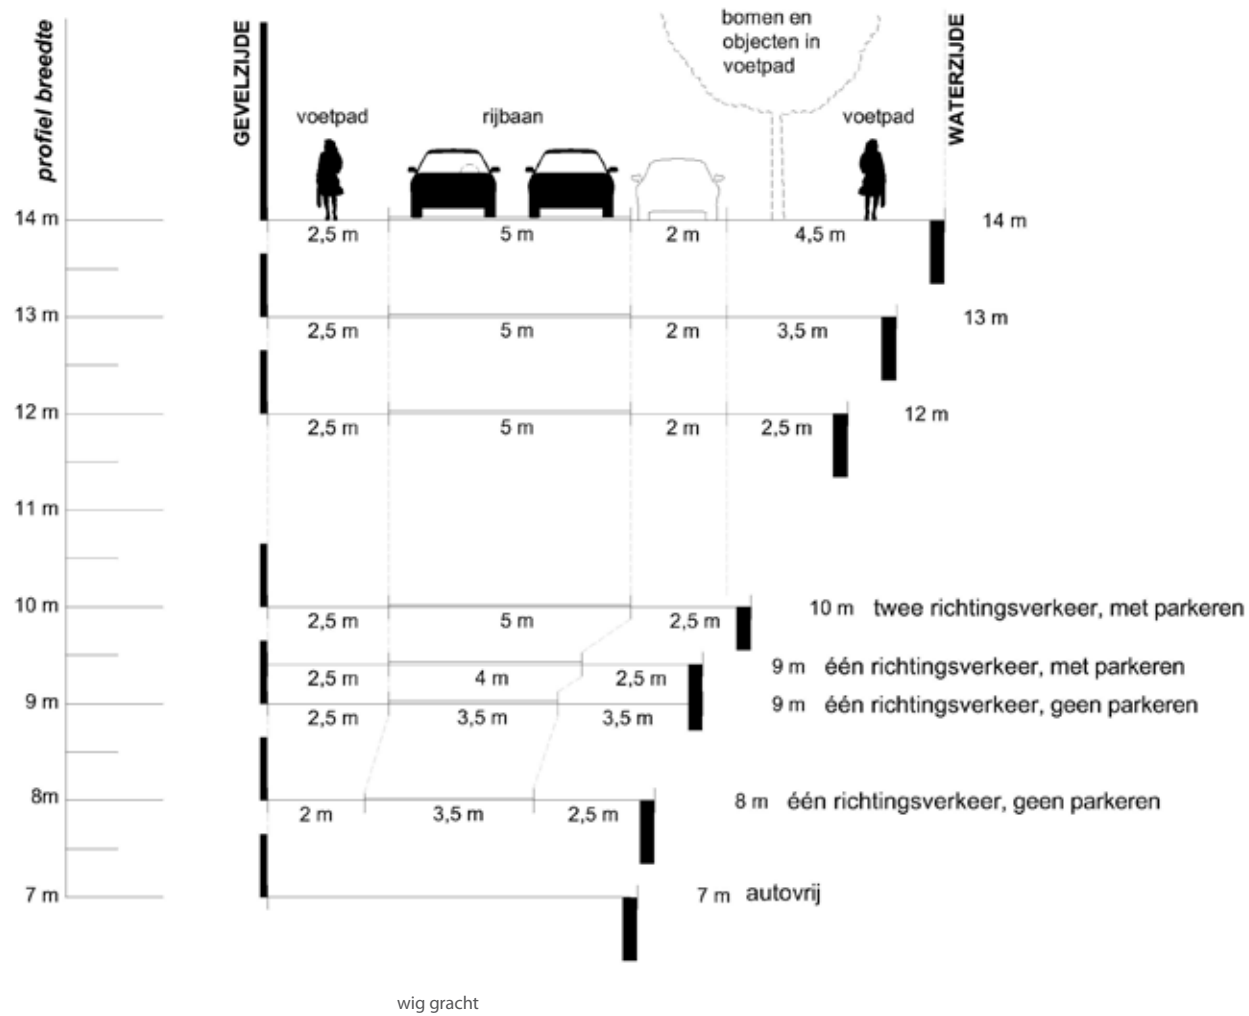 profiel breedte
GEVELZIJDE
WATERZIJDE
bomen en
objecten in
voetpad
voetpad
rijbaan
voetpad
14 m
2,5 m
5 m
2 m
4,5 m
14 m
13 m
2,5 m
5 m
2 m
3,5 m
13 m
12 m
2,5 m
5 m
2 m
2,5 m
12 m
11 m
10 m
2,5 m
5 m
2,5 m
10 m twee richtingsverkeer, met parkeren
2,5 m
4 m
2,5 m
9 m één richtingsverkeer, met parkeren
9 m
2,5 m
3,5 m
3,5 m
9 m één richtingsverkeer, geen parkeren
8m
2 m
3,5 m
2,5 m
8 m één richtingsverkeer, geen parkeren
7 m
7 m autovrij
wig gracht